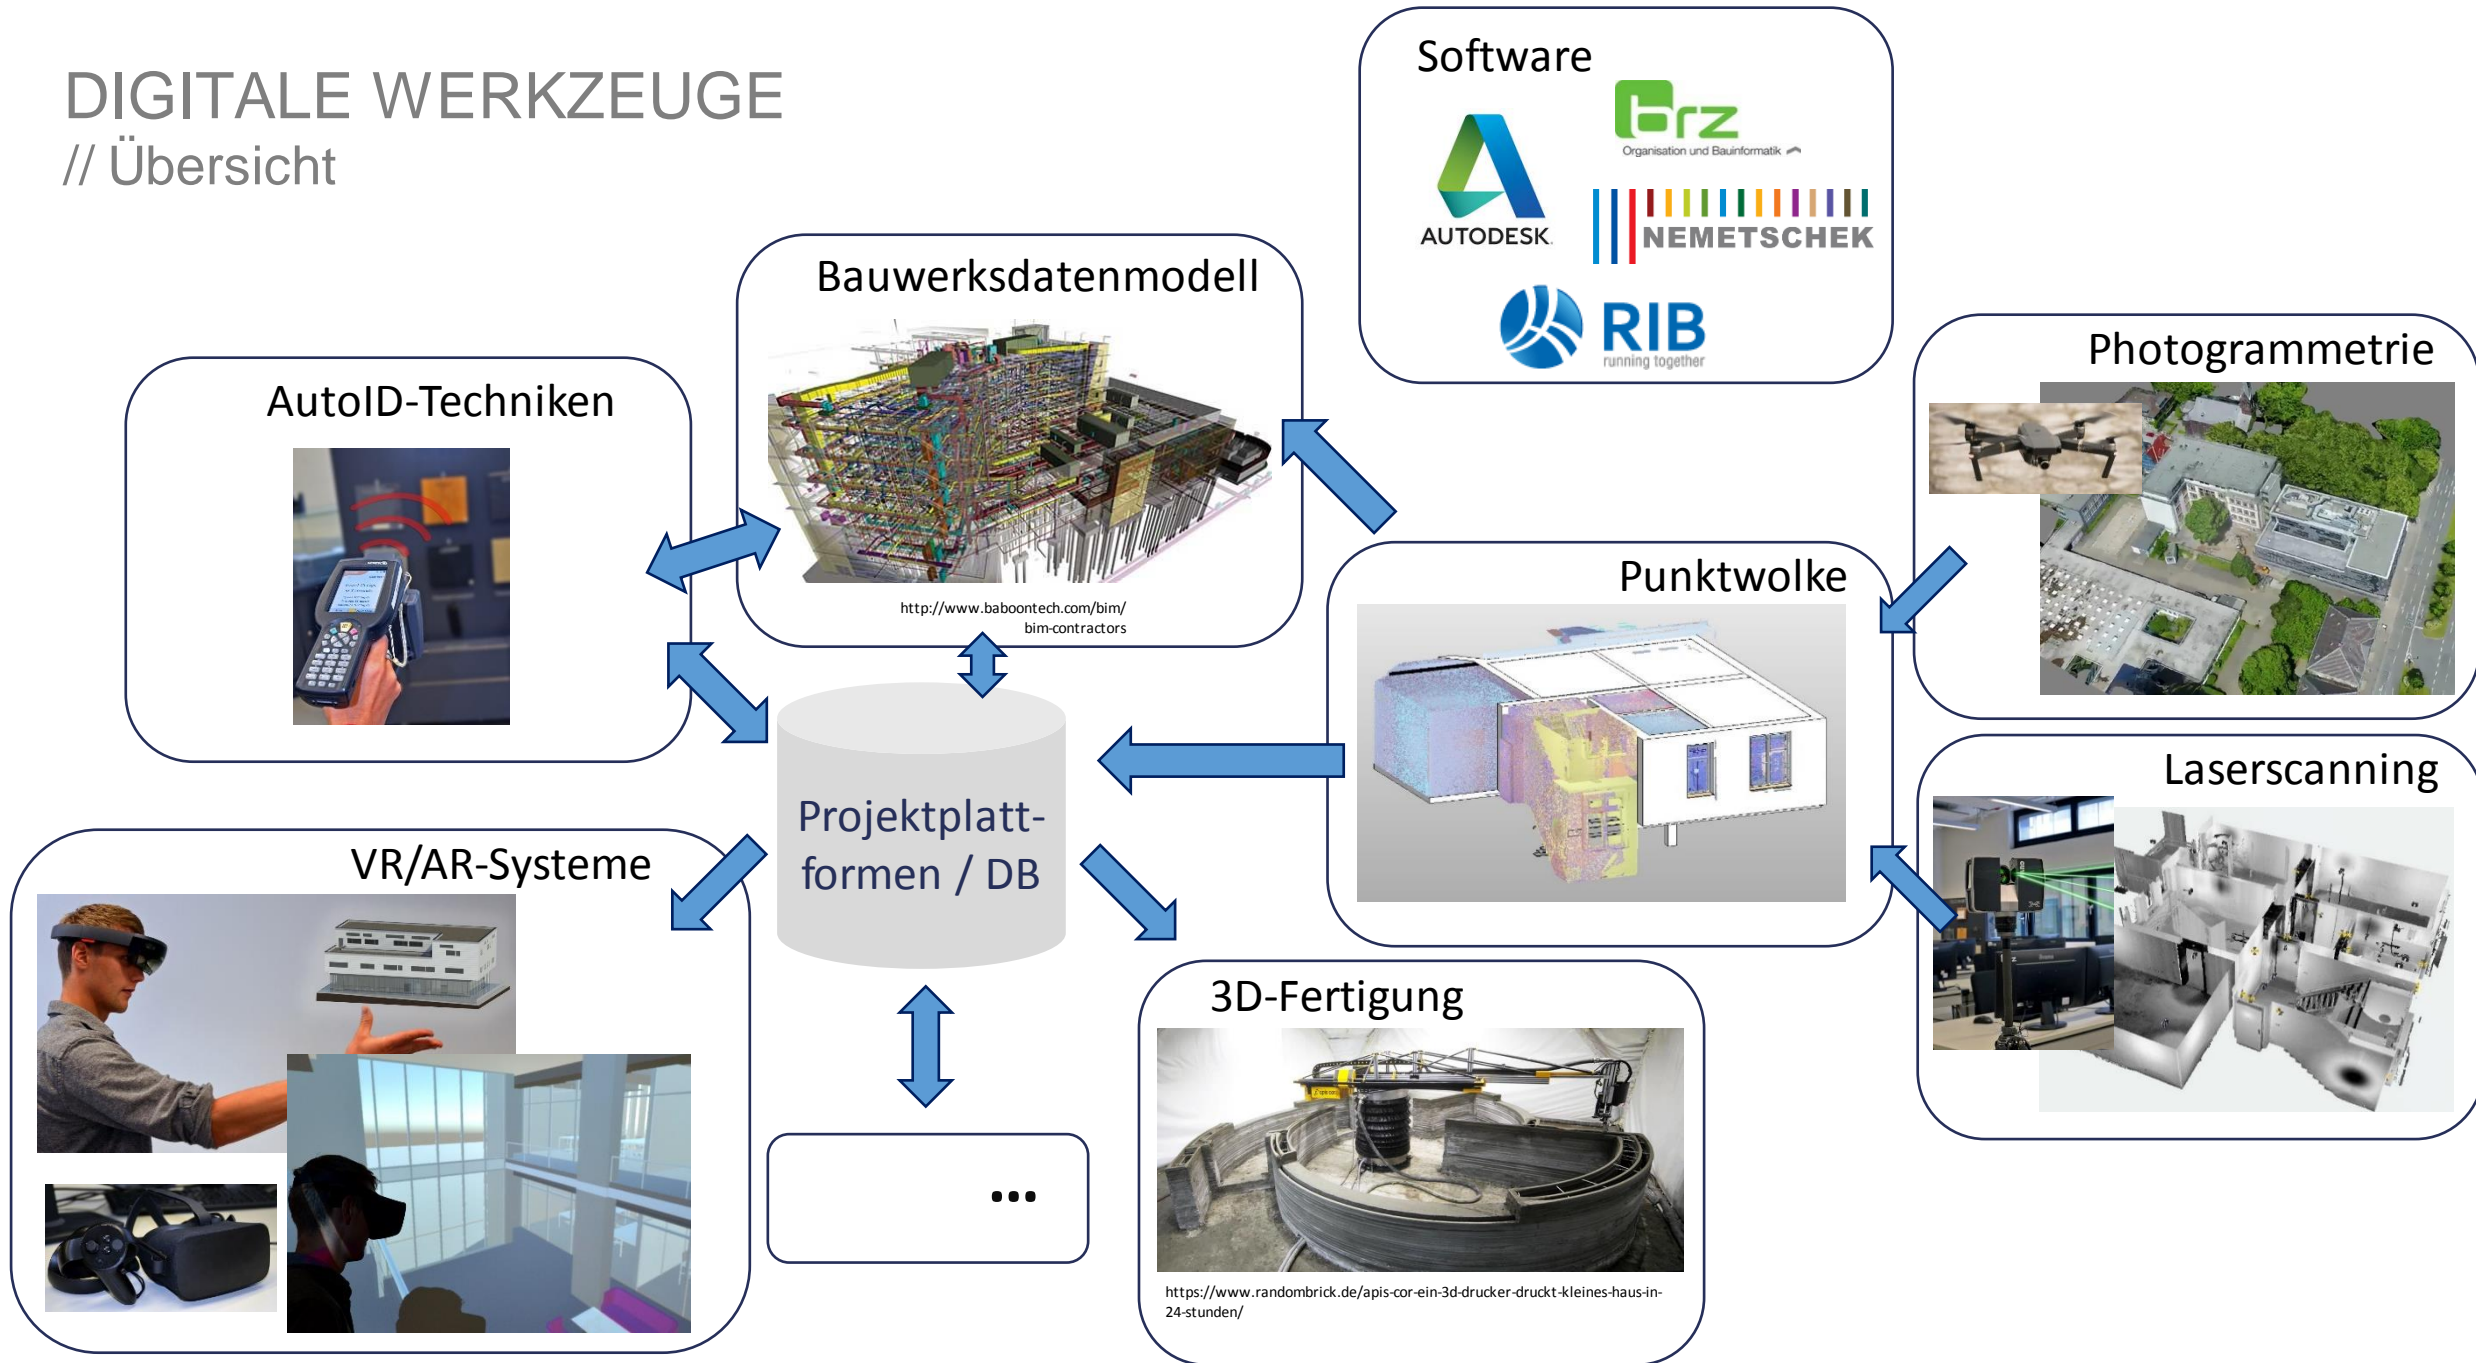 DIGITALE WERKZEUGE
// Übersicht
Software
brz
Organisation und Bauinformatik
AUTODESK.
NEMETSCHEK
RIB
running together
Bauwerksdatenmodell
http://www.baboontech.com/bim/
bim-contractors
AutoID-Techniken
Photogrammetrie
Punktwolke
Laserscanning
Projektplatt-
formen / DB
VR/AR-Systeme
3D-Fertigung
https://www.randombrick.de/apis-cor-ein-3d-drucker-druckt-kleines-haus-in-
24-stunden/
...